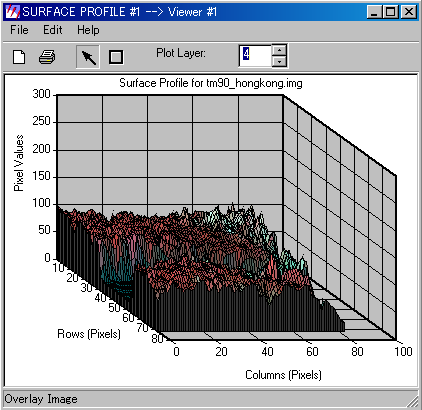 SURFACE PROFILE #1 --> Viewer #1
File Edit Help
Plot Layer: 4
Surface Profile for tm90_hongkong.img
Pixel Values
300
250
200
150
100
50
0
10
20
30
40
50
60
70
80
Rows (Pixels)
0 20 40 60 80 100
Columns (Pixels)
Overlay Image